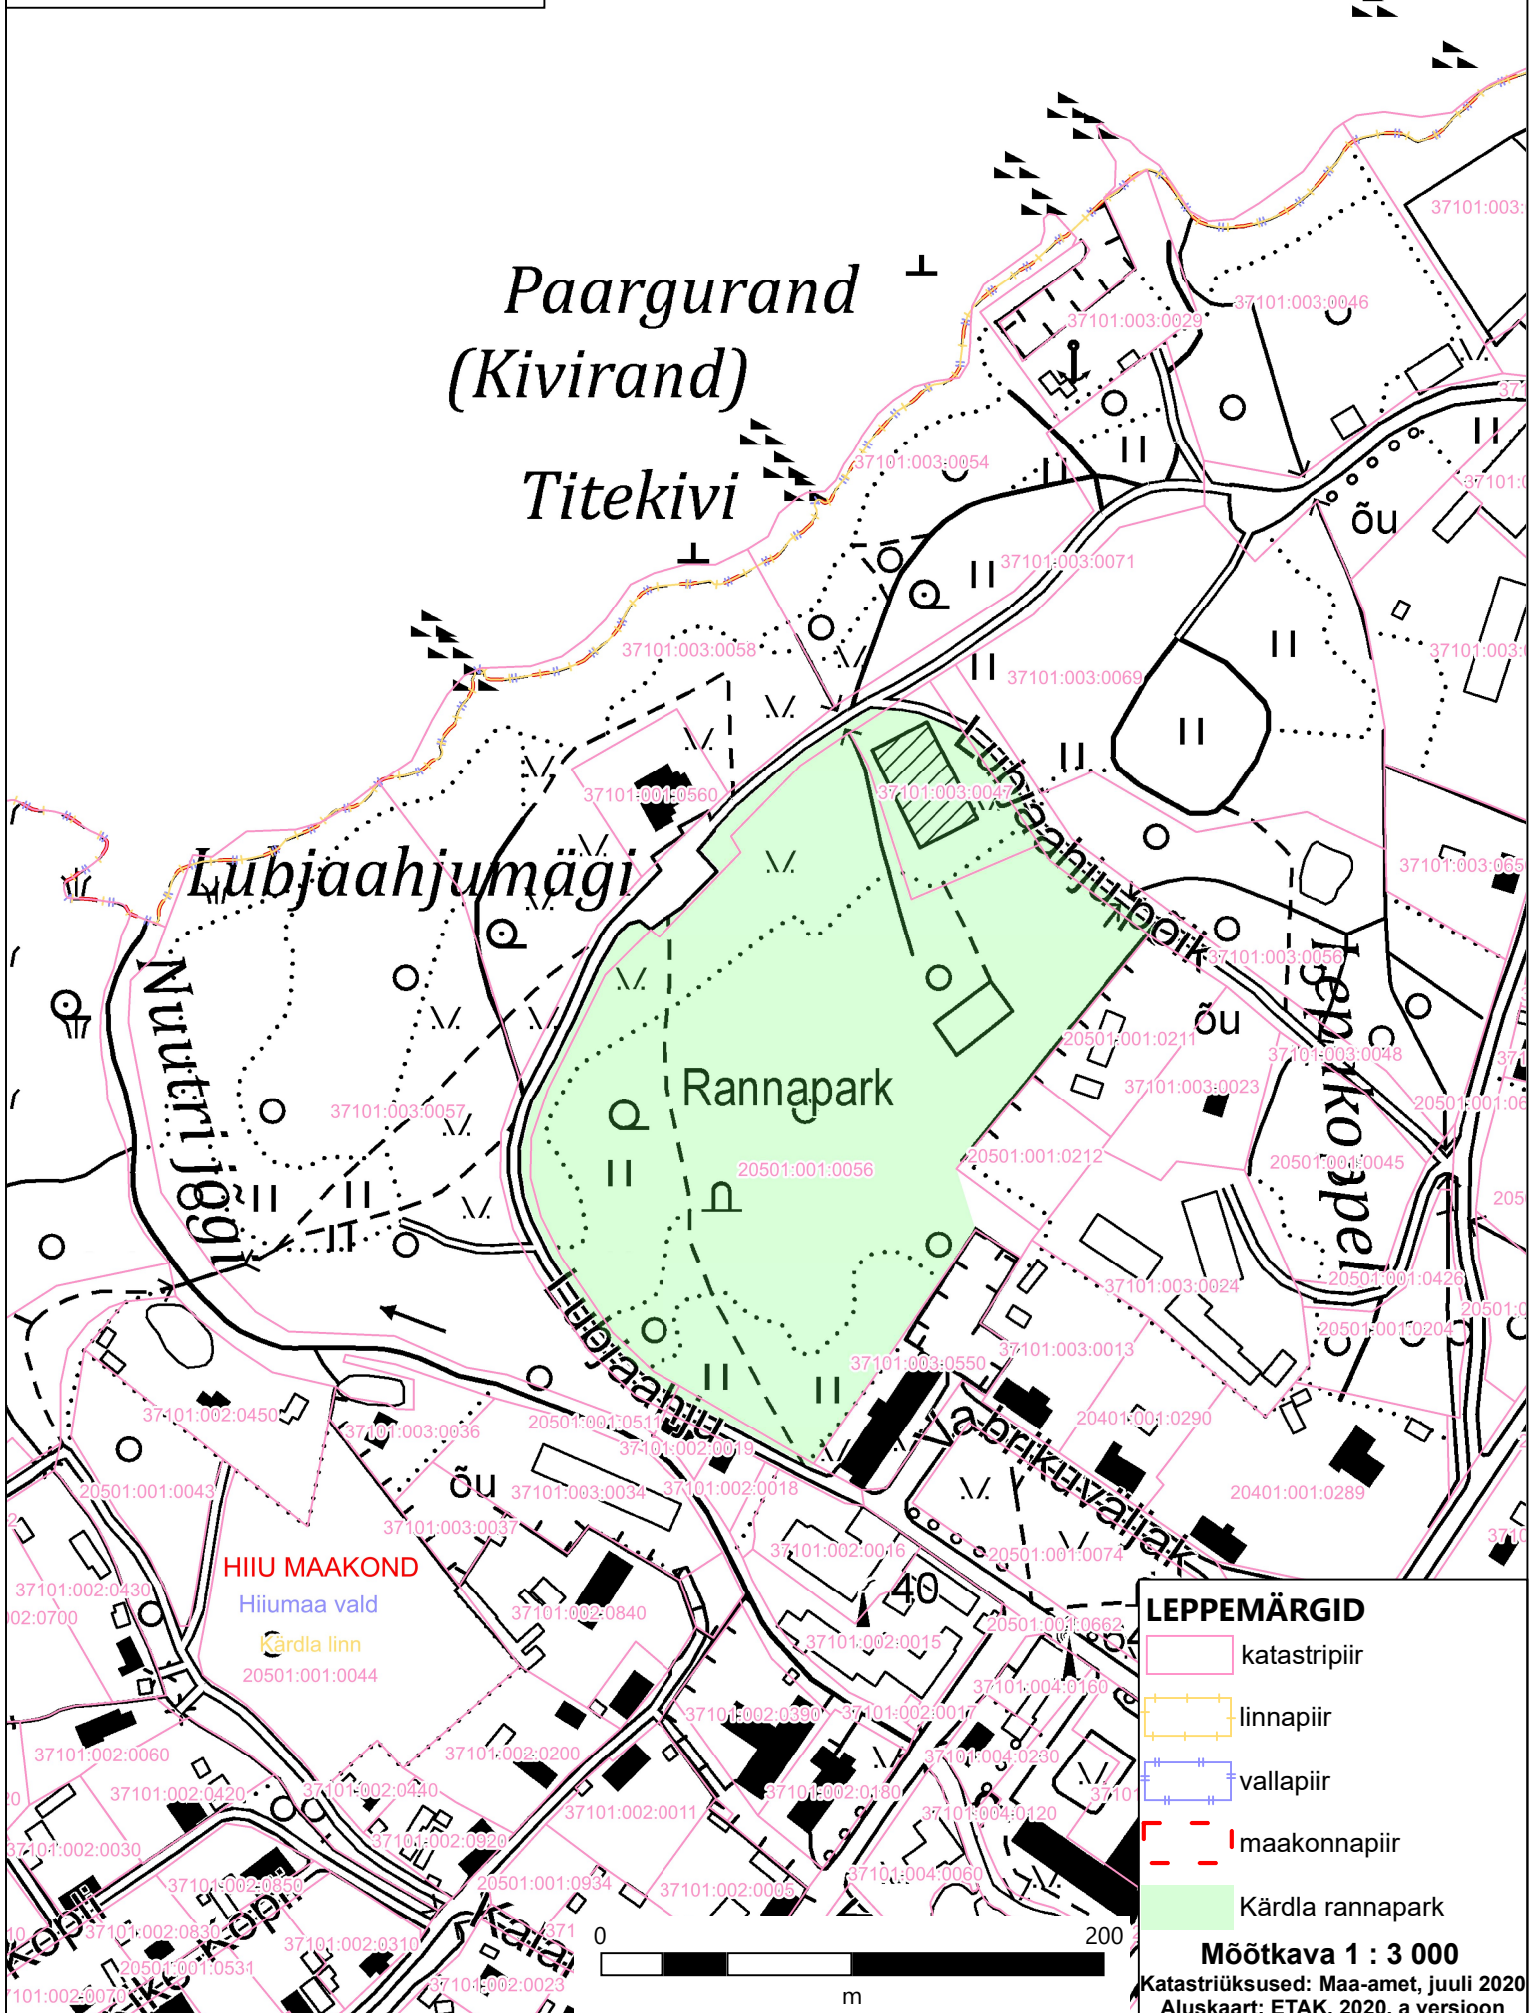 37101:003:0046
37101:003:0029
Paargurand
(Kivirand)
Titekivi
37101:003:0054
õu
37101:003:0071
37101:003:0058
37101:003:0069
37101:001:0560
37101:003:0047
Lubjaahju põik
Lubjaahjumägi
37101:003:0056
Nuutri jõgi
õu
20501:001:0211
37101:003:0048
37101:003:0023
Rannapark
37101:003:0057
20501:001:0212
20501:001:0045
20501:001:0056
37101:003:0024
20501:001:0426
20501:001:0204
Lubjaahju
37101:003:0550
37101:003:0013
37101:002:0450
37101:003:0036
20501:001:0511
37101:002:0019
20401:001:0290
Vabrikuväljak
õu
20501:001:0043
37101:003:0034
37101:002:0018
20401:001:0289
37101:003:0037
37101:002:0016
20501:001:0074
HIIU MAAKOND
Hiiumaa vald
Kärdla linn
20501:001:0044
37101:002:0430
002:0700
40
37101:002:0840
37101:002:0015
20501:001:0662
37101:004:0160
37101:002:0390
37101:002:0017
37101:002:0060
37101:002:0200
37101:004:0230
37101:002:0420
37101:002:0440
37101:002:0180
37101:002:0011
37101:004:0120
37101:002:0030
37101:002:0920
37101:002:0850
20501:001:0934
37101:002:0005
37101:004:0060
37101:002:0830
37101:002:0310
20501:001:0531
37101:002:0070
37101:002:0023
0 200
m
LEPPEMÄRGID
katastripiir
linnapiir
vallapiir
maakonnapiir
Kärdla rannapark
Mõõtkava 1 : 3 000
Katastriüksused: Maa-amet, juuli 2020
Aluskaart: ETAK, 2020. a versioon